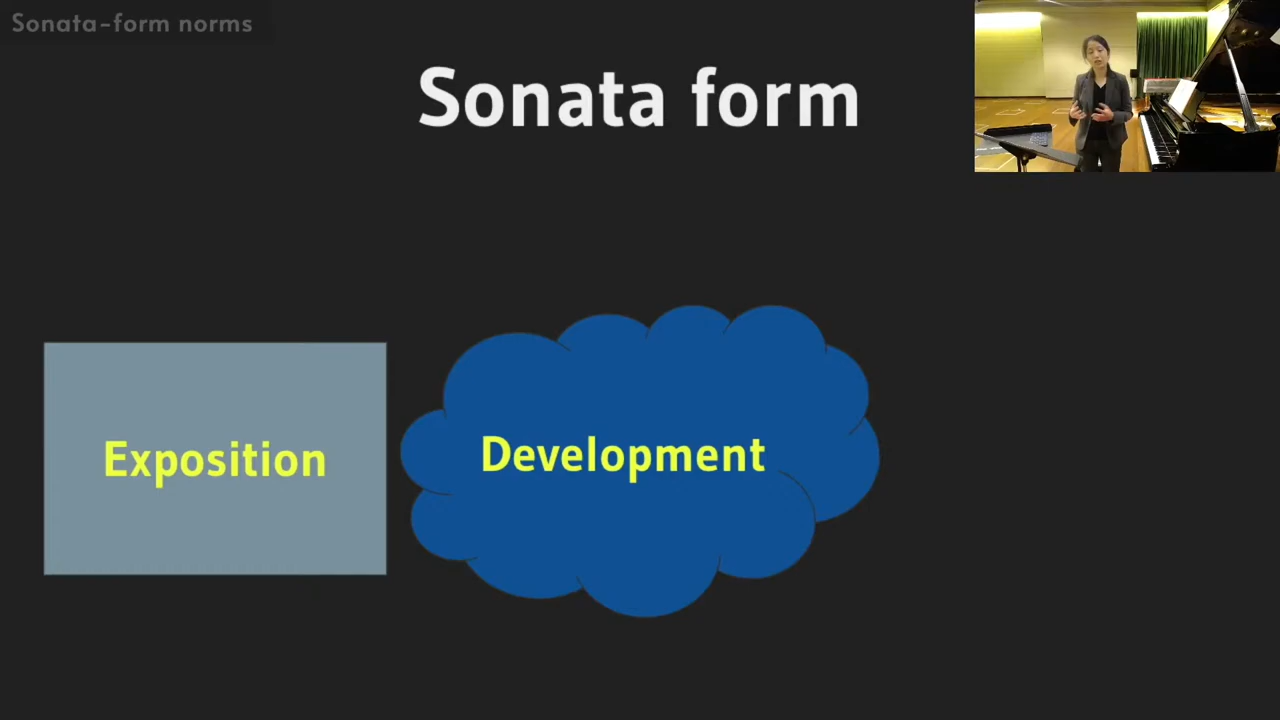 Sonata-form norms
Sonata form
Exposition
Development